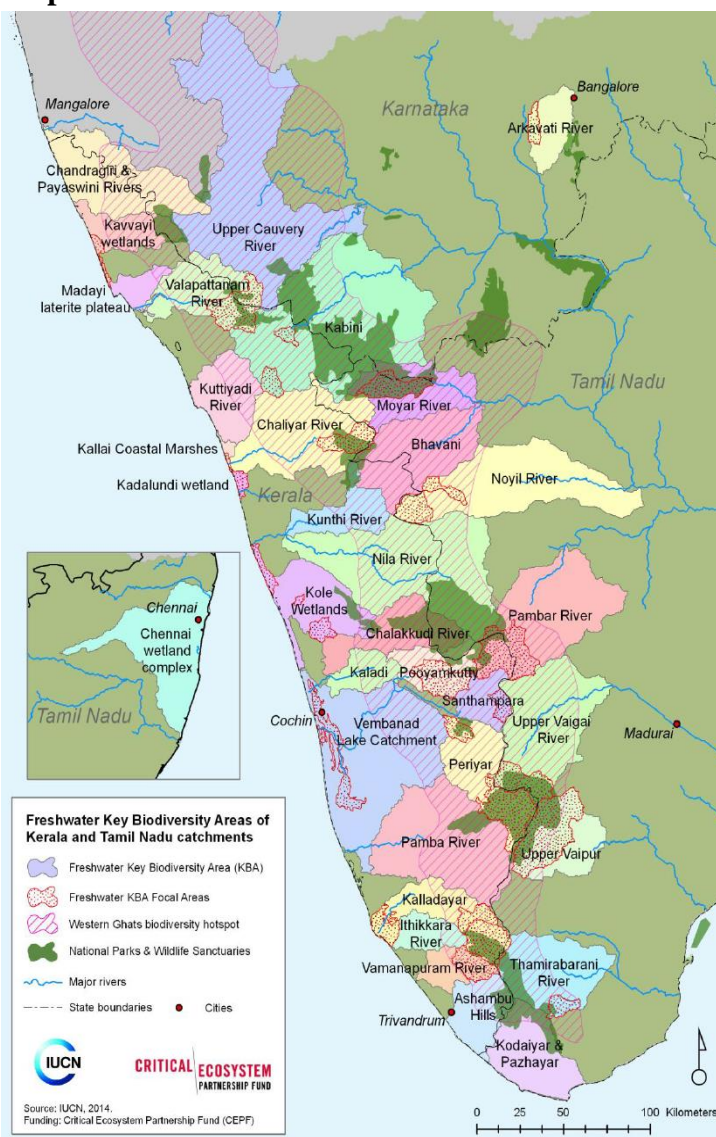 Mangalore
Bangalore
Karnataka
Arkavati River
Chandragiri &
Payaswini Rivers
Kavvayi
wetlands
Upper Cauvery
River
Madayi
laterite plateau
Valapattanam
River
Kabini
Tamil Nadu
Kuttiyadi
River
Moyar River
Chaliyar River
Bhavani
Kallai Coastal Marshes
Kadalundi wetland
Kerala
Noyil River
Kunthi River
Nila River
Kole
Wetlands
Pambar River
Chalakkudi River
Kaladi
Pooyamkutty
Santhampara
Cochin
Vembanad
Lake Catchment
Upper Vaigai
River
Madurai
Periyar
Pamba River
Upper Vaipur
Kalladayar
Ithikkara
River
Vamanapuram River
Thamirabarani
River
Ashambu
Hills
Trivandrum
Kodaiyar &
Pazhayar
Chennai
Chennai
wetland
complex
Tamil Nadu
Freshwater Key Biodiversity Areas of
Kerala and Tamil Nadu catchments
Freshwater Key Biodiversity Area (KBA)
Freshwater KBA Focal Areas
Western Ghats biodiversity hotspot
National Parks & Wildlife Sanctuaries
Major rivers
State boundaries Cities
IUCN
CRITICAL ECOSYSTEM
PARTNERSHIP FUND
Source: IUCN, 2014.
Funding: Critical Ecosystem Partnership Fund (CEPF)
0 25 50 100 Kilometers